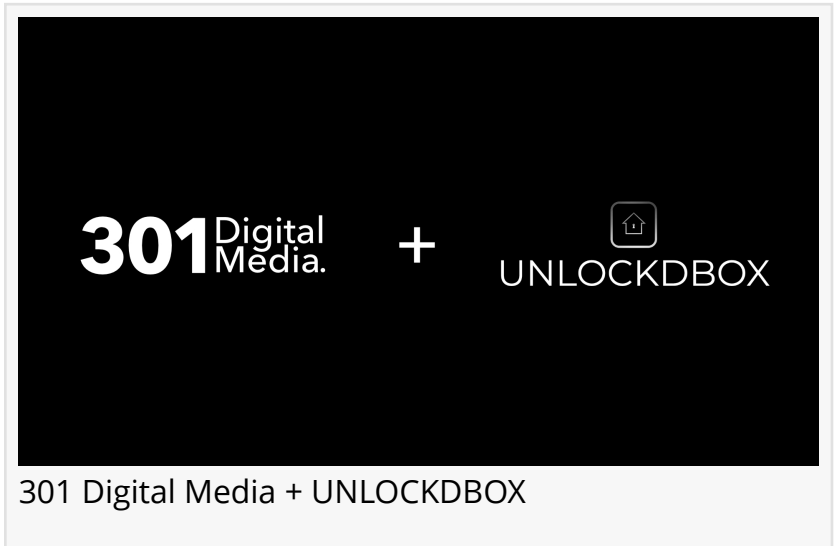 301 Digital
Media.
+
UNLOCKDBOX
301 Digital Media + UNLOCKDBOX